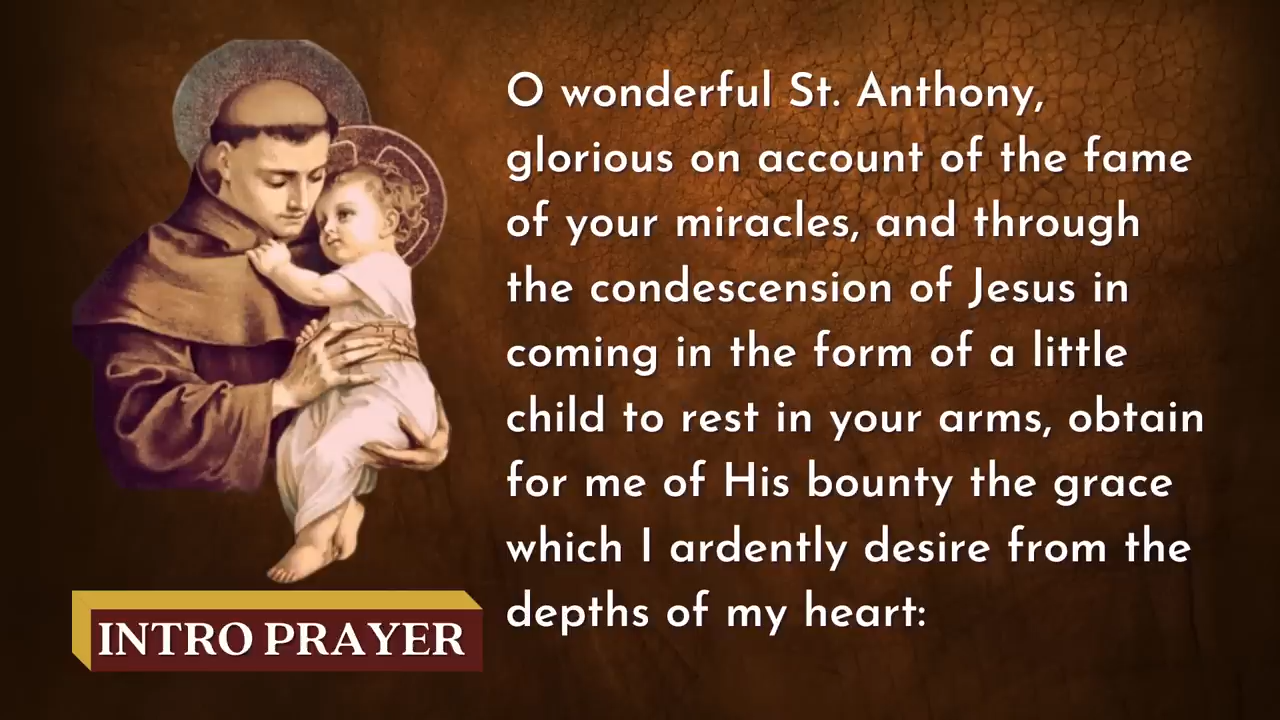 O wonderful St. Anthony,
glorious on account of the fame
of your miracles, and through
the condescension of Jesus in
coming in the form of a little
child to rest in your arms, obtain
for me of His bounty the grace
which I ardently desire from the
depths of my heart:
INTRO PRAYER